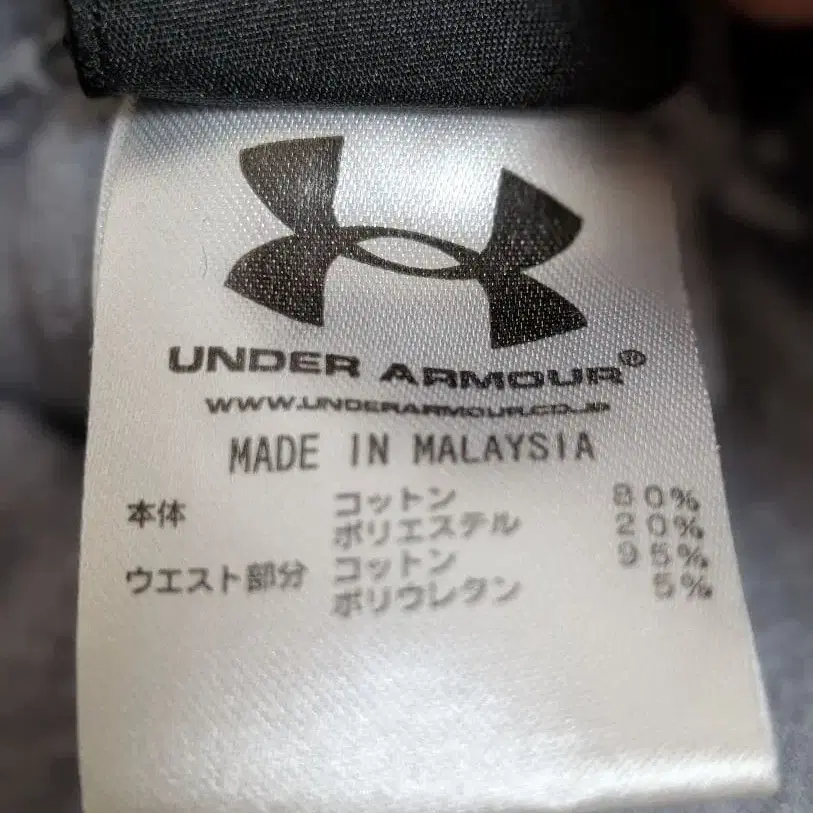 UNDER ARMOUR®
WWW.UNDERARMOUR.CO.JP
MADE IN MALAYSIA
本体 コットン 80%
ポリエステル 20%
ウエスト部分 コットン 95%
ポリウレタン 5%